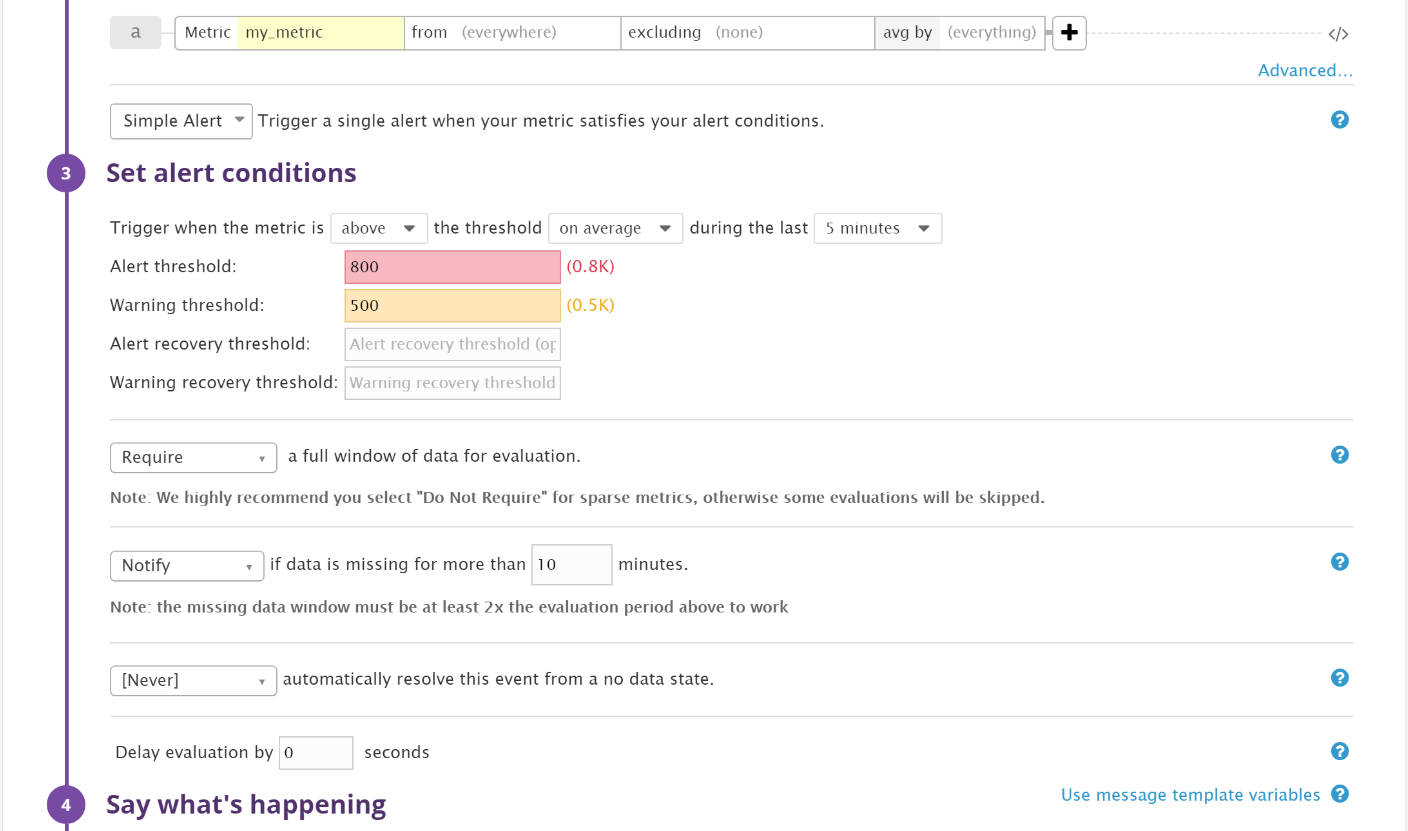 a Metric my_metric from (everywhere) excluding (none) avg by (everything) + </>
Advanced...
Simple Alert Trigger a single alert when your metric satisfies your alert conditions. ?
3 Set alert conditions
Trigger when the metric is above the threshold on average during the last 5 minutes
Alert threshold: 800 (0.8K)
Warning threshold: 500 (0.5K)
Alert recovery threshold: Alert recovery threshold (op
Warning recovery threshold: Warning recovery threshold
Require a full window of data for evaluation. ?
Note: We highly recommend you select "Do Not Require" for sparse metrics, otherwise some evaluations will be skipped.
Notify if data is missing for more than 10 minutes. ?
Note: the missing data window must be at least 2x the evaluation period above to work
[Never] automatically resolve this event from a no data state. ?
Delay evaluation by 0 seconds ?
4 Say what's happening Use message template variables ?